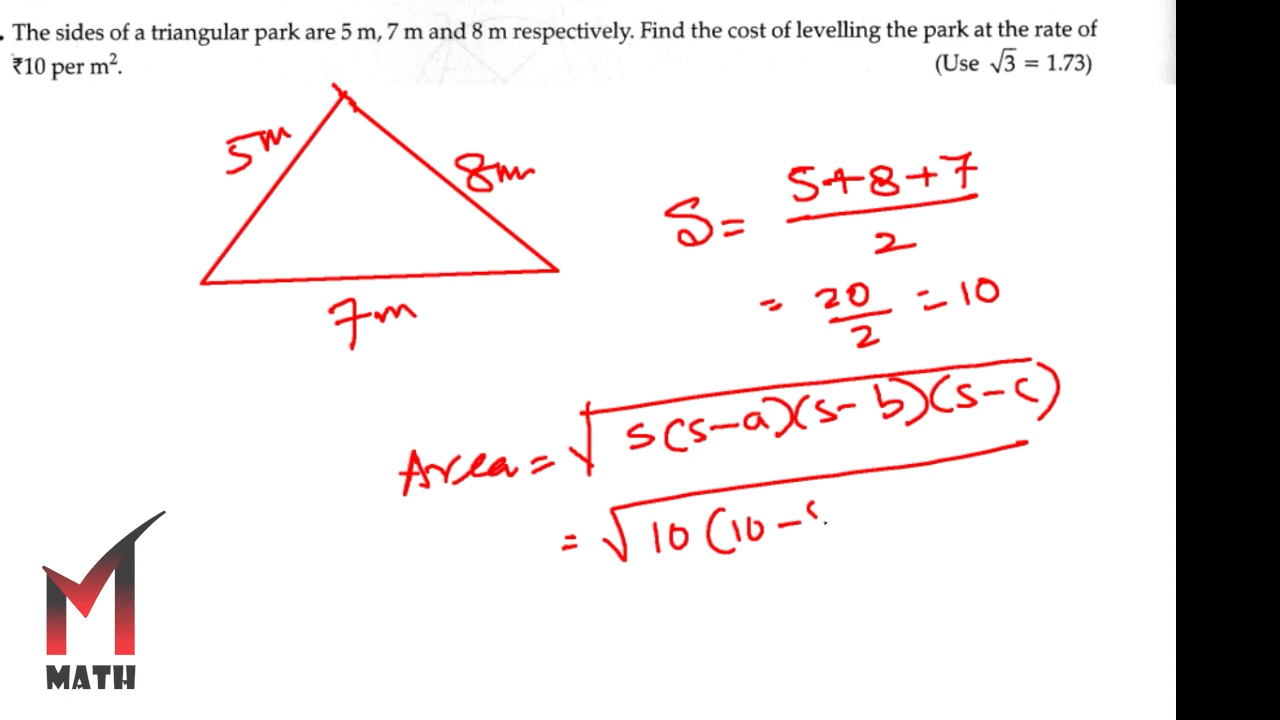 . The sides of a triangular park are 5 m, 7 m and 8 m respectively. Find the cost of levelling the park at the rate of
₹10 per m². (Use √3 = 1.73)
5m
8m
7m
S = (5+8+7)/2
= 20/2 = 10
Area = √s(s-a)(s-b)(s-c)
= √10(10-
MATH